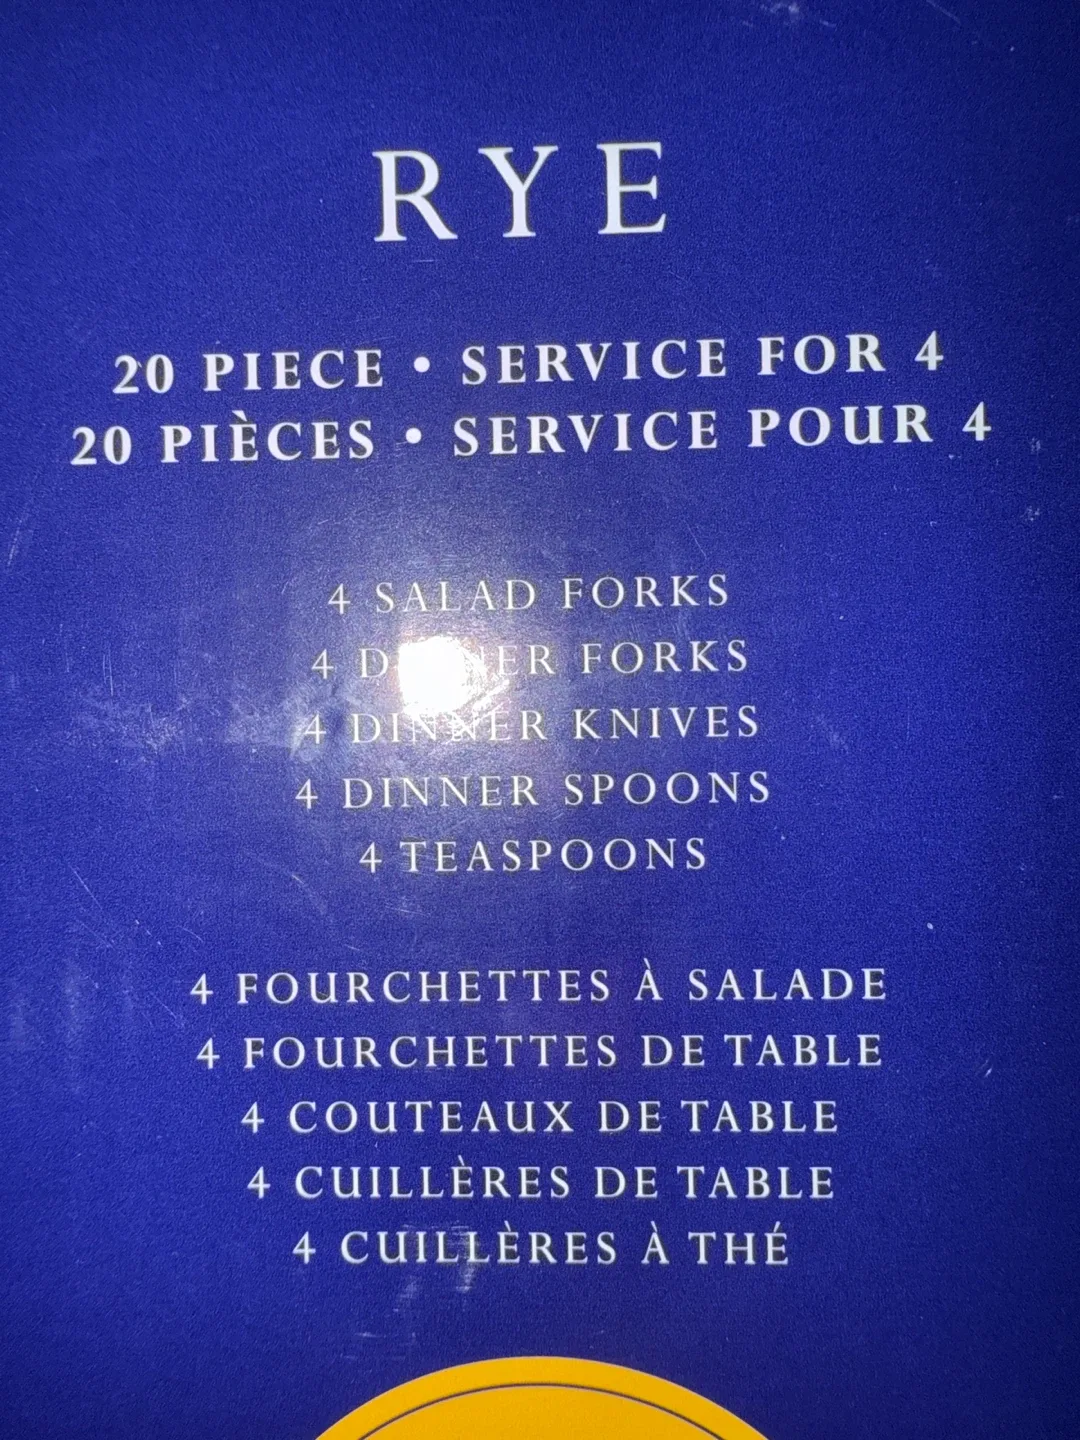 RYE
20 PIECE • SERVICE FOR 4
20 PIÈCES • SERVICE POUR 4
4 SALAD FORKS
4 DINNER FORKS
4 DINNER KNIVES
4 DINNER SPOONS
4 TEASPOONS
4 FOURCHETTES À SALADE
4 FOURCHETTES DE TABLE
4 COUTEAUX DE TABLE
4 CUILLÈRES DE TABLE
4 CUILLÈRES À THÉ